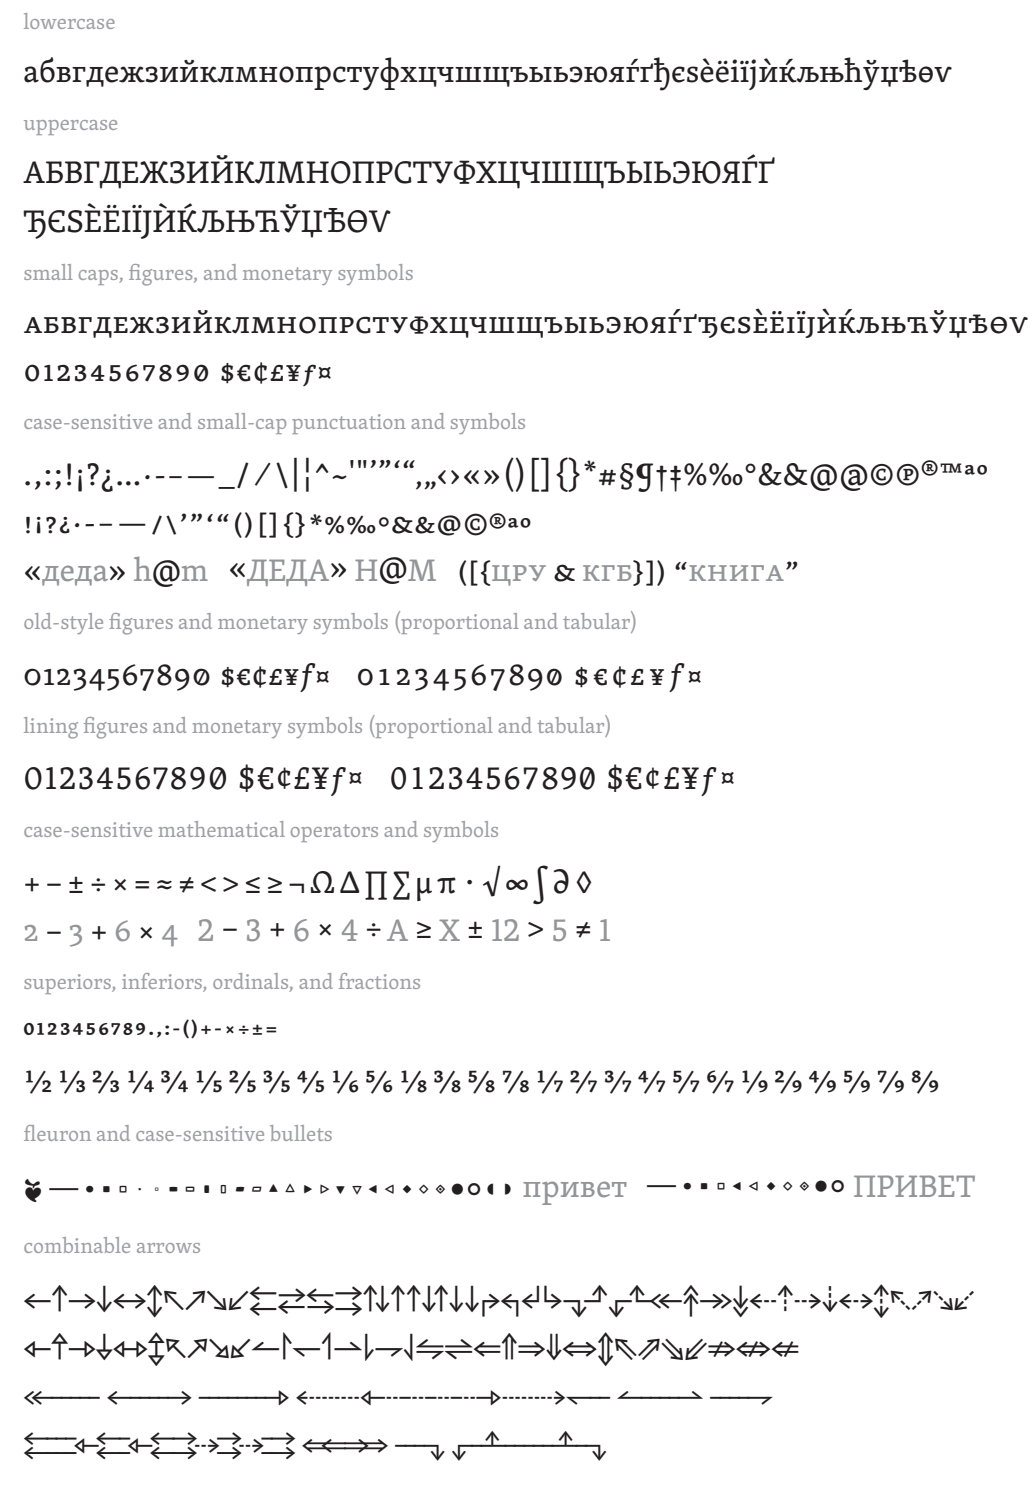 lowercase
абвгдежзийклмнопрстуфхцчшщъыьэюяѓґђєѕѐёіїјѝќљњћўџѣѳѵ
uppercase
АБВГДЕЖЗИЙКЛМНОПРСТУФХЦЧШЩЪЫЬЭЮЯЃҐ
ЂЄЅЀЁІЇЈЍЌЉЊЋЎЏѢѲѴ
small caps, figures, and monetary symbols
АБВГДЕЖЗИЙКЛМНОПРСТУФХЦЧШЩЪЫЬЭЮЯЃҐЂЄЅЀЁІЇЈЍЌЉЊЋЎЏѢѲѴ
01234567890 $€¢£¥ƒ¤
case-sensitive and small-cap punctuation and symbols
.,:;!¡?¿…·-–—_/⁄\|¦^~'"’”‘“‚„‹›«»()[]{}*#§¶†‡%‰°&&@@©℗®™ªº
!¡?¿·-–—/\’”‘“()[]{}*%‰°&&@©®ªº
«деда» h@m «ДЕДА» H@M ([{ЦРУ & КГБ}]) “КНИГА”
old-style figures and monetary symbols (proportional and tabular)
01234567890 $€¢£¥ƒ¤ 01234567890 $€¢£¥ƒ¤
lining figures and monetary symbols (proportional and tabular)
01234567890 $€¢£¥ƒ¤ 01234567890 $€¢£¥ƒ¤
case-sensitive mathematical operators and symbols
+−±÷×=≈≠<>≤≥¬Ω∆∏∑µπ·√∞∫∂◊
2 − 3 + 6 × 4 2 − 3 + 6 × 4 ÷ A ≥ X ± 12 > 5 ≠ 1
superiors, inferiors, ordinals, and fractions
0123456789.,:-()+-×÷±=
½ ⅓ ⅔ ¼ ¾ ⅕ ⅖ ⅗ ⅘ ⅙ ⅚ ⅛ ⅜ ⅝ ⅞ 1⁄7 2⁄7 3⁄7 4⁄7 5⁄7 6⁄7 1⁄9 2⁄9 4⁄9 5⁄9 7⁄9 8⁄9
fleuron and case-sensitive bullets
привет ПРИВЕТ
combinable arrows